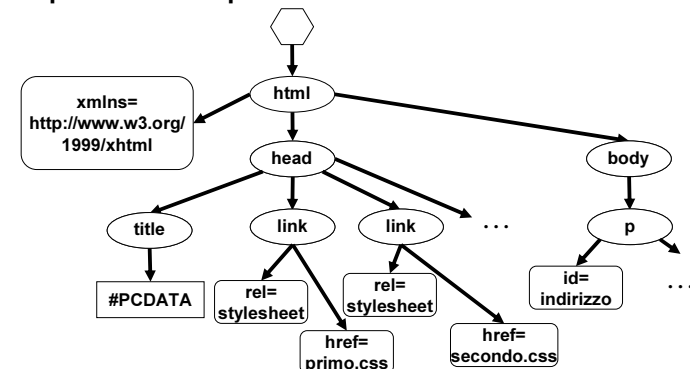 html
xmlns=
http://www.w3.org/
1999/xhtml
head
body
title
link
link
...
p
#PCDATA
rel=
stylesheet
rel=
stylesheet
id=
indirizzo
...
href=
primo.css
href=
secondo.css